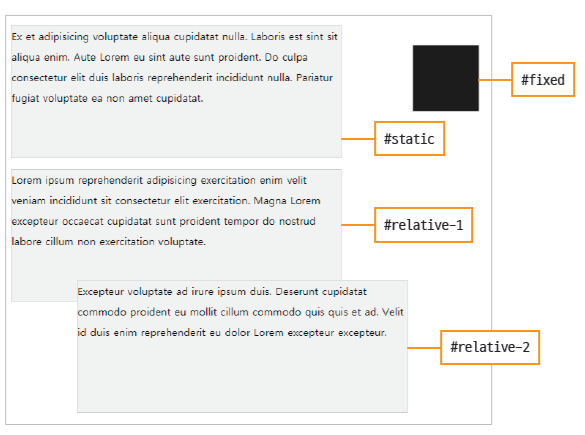 Ex et adipisicing voluptate aliqua cupidatat nulla. Laboris est sint sit
aliqua enim. Aute Lorem eu sint aute sunt proident. Do culpa
consectetur elit duis laboris reprehenderit incididunt nulla. Pariatur
fugiat voluptate ea non amet cupidatat.
#fixed
#static
Lorem ipsum reprehenderit adipisicing exercitation enim velit
veniam incididunt sit consectetur elit exercitation. Magna Lorem
excepteur occaecat cupidatat sunt proident tempor do nostrud
labore cillum non exercitation voluptate.
#relative-1
Excepteur voluptate ad irure ipsum duis. Deserunt cupidatat
commodo proident eu mollit cillum commodo quis quis et ad. Velit
id duis enim reprehenderit eu dolor Lorem excepteur excepteur.
#relative-2